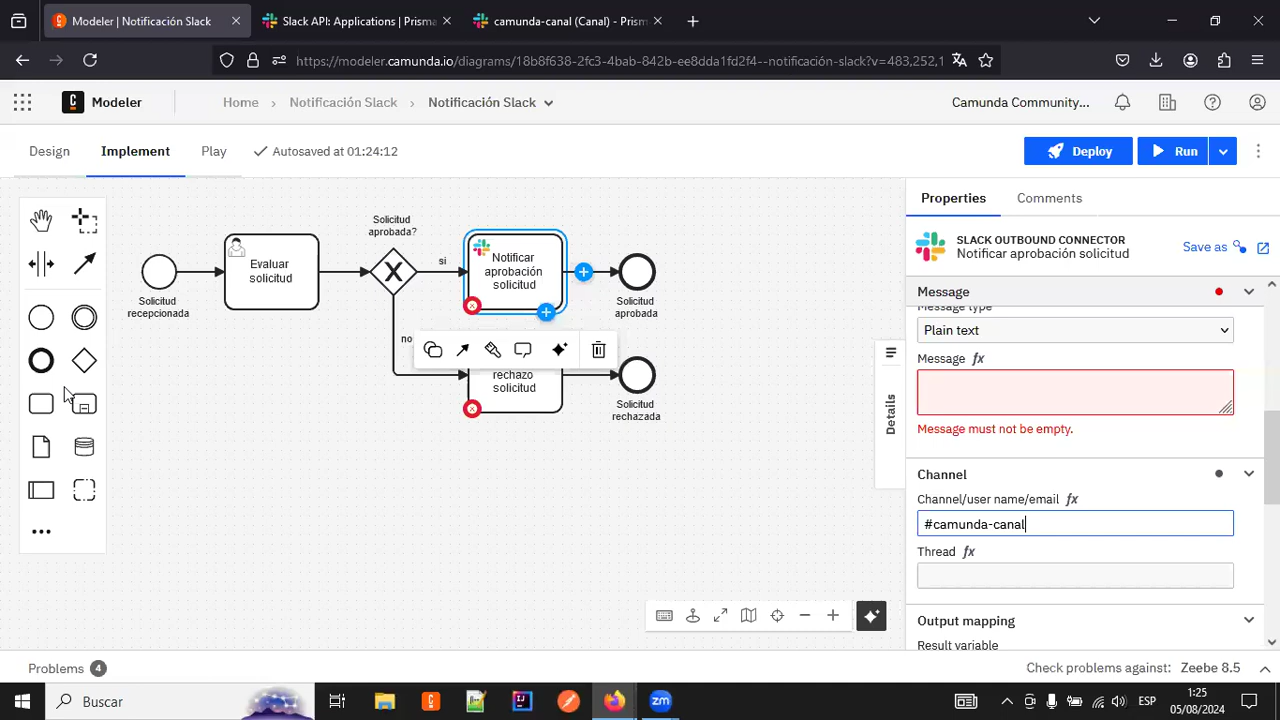 Modeler | Notificación Slack
Slack API: Applications | Prisma
camunda-canal (Canal) - Prism
https://modeler.camunda.io/diagrams/18b8f638-2fc3-4bab-842b-ee8dda1fd2f4--notificación-slack?v=483,252,1
Modeler
Home
Notificación Slack
Notificación Slack
Camunda Community...
Design
Implement
Play
Autosaved at 01:24:12
Deploy
Run
Properties
Comments
SLACK OUTBOUND CONNECTOR
Notificar aprobación solicitud
Save as
Message
Message type
Plain text
Message fx
Message must not be empty.
Channel
Channel/user name/email fx
#camunda-canal
Thread fx
Output mapping
Result variable
Details
Solicitud
aprobada?
Evaluar
solicitud
si
Notificar
aprobación
solicitud
Solicitud
recepcionada
Solicitud
aprobada
no
rechazo
solicitud
Solicitud
rechazada
Problems 4
Check problems against: Zeebe 8.5
Buscar
zm
ESP
1:25
05/08/2024